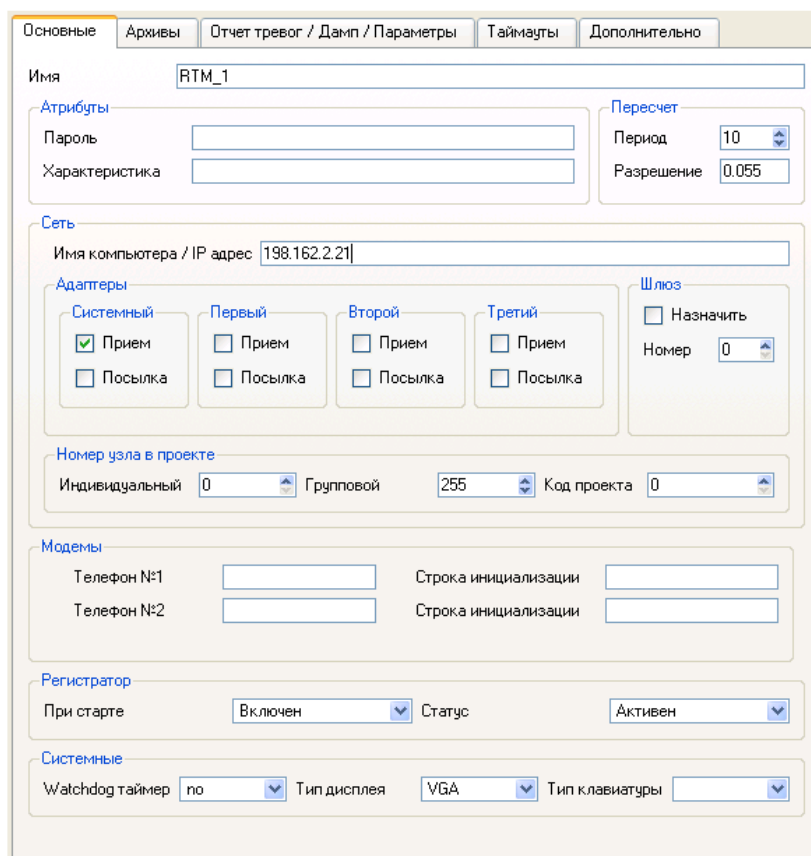 Основные Архивы Отчет тревог / Дамп / Параметры Таймауты Дополнительно
Имя RTM_1
Атрибуты Пересчет
Пароль Период 10
Характеристика Разрешение 0.055
Сеть
Имя компьютера / IP адрес 198.162.2.21
Адаптеры Шлюз
Системный Первый Второй Третий Назначить
Прием Прием Прием Прием Номер 0
Посылка Посылка Посылка Посылка
Номер узла в проекте
Индивидуальный 0 Групповой 255 Код проекта 0
Модемы
Телефон №1 Строка инициализации
Телефон №2 Строка инициализации
Регистратор
При старте Включен Статус Активен
Системные
Watchdog таймер no Тип дисплея VGA Тип клавиатуры